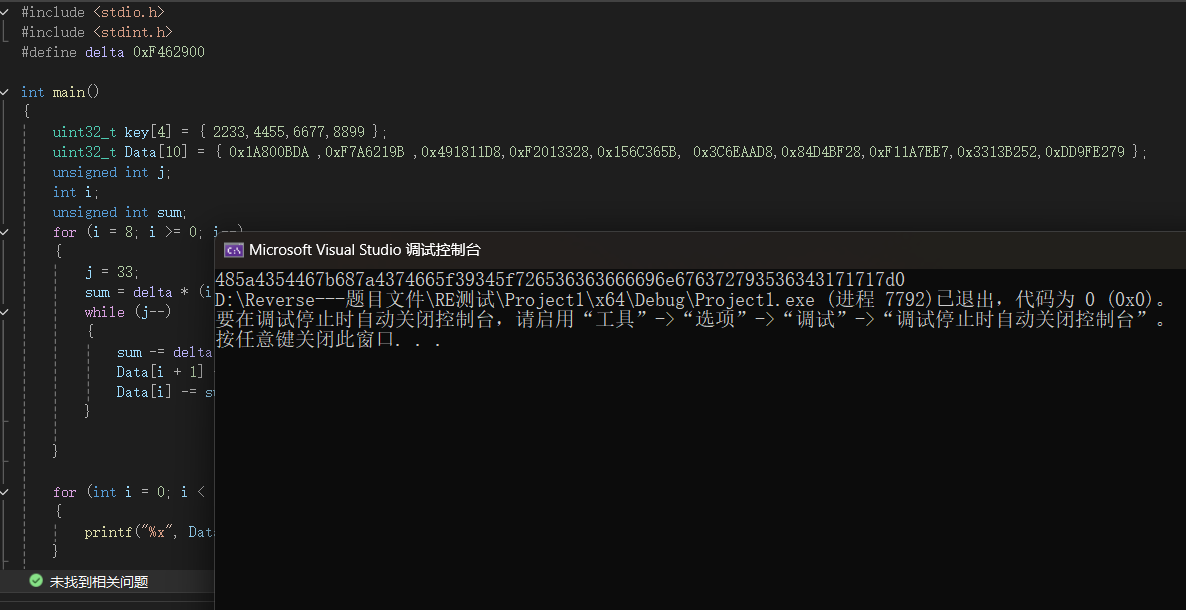 #include <stdio.h>
#include <stdint.h>
#define delta 0xF462900
int main()
{
uint32_t key[4] = { 2233,4455,6677,8899 };
uint32_t Data[10] = { 0x1A800BDA ,0xF7A6219B ,0x491811D8,0xF2013328,0x156C365B, 0x3C6EAAD8,0x84D4BF28,0xF11A7EE7,0x3313B252,0xDD9FE279 };
unsigned int j;
int i;
unsigned int sum;
for (i = 8; i >= 0; i--)
{
j = 33;
sum = delta * (i
while (j--)
{
sum -= delta
Data[i + 1]
Data[i] -= s
}
}
for (int i = 0; i <
{
printf("%x", Dat
}
未找到相关问题
Microsoft Visual Studio 调试控制台
485a4354467b687a4374665f39345f726536363666696e6767372793536343171717d0
D:\Reverse---题目文件\RE测试\Project1\x64\Debug\Project1.exe (进程 7792)已退出，代码为 0 (0x0)。
要在调试停止时自动关闭控制台，请启用“工具”->“选项”->“调试”->“调试停止时自动关闭控制台”。
按任意键关闭此窗口. . .